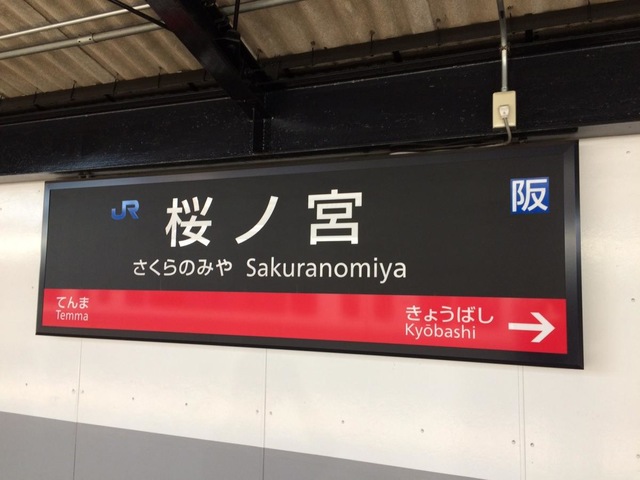 JR 桜ノ宮 阪
さくらのみや Sakuranomiya
てんま きょうばし
Temma Kyōbashi